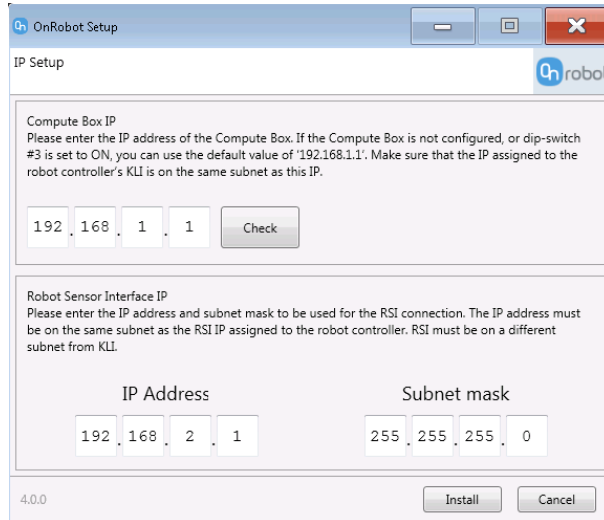 OnRobot Setup
IP Setup
On robot
Compute Box IP
Please enter the IP address of the Compute Box. If the Compute Box is not configured, or dip-switch
#3 is set to ON, you can use the default value of '192.168.1.1'. Make sure that the IP assigned to the
robot controller's KLI is on the same subnet as this IP.
192 . 168 . 1 . 1 Check
Robot Sensor Interface IP
Please enter the IP address and subnet mask to be used for the RSI connection. The IP address must
be on the same subnet as the RSI IP assigned to the robot controller. RSI must be on a different
subnet from KLI.
IP Address Subnet mask
192 . 168 . 2 . 1 255 . 255 . 255 . 0
4.0.0 Install Cancel